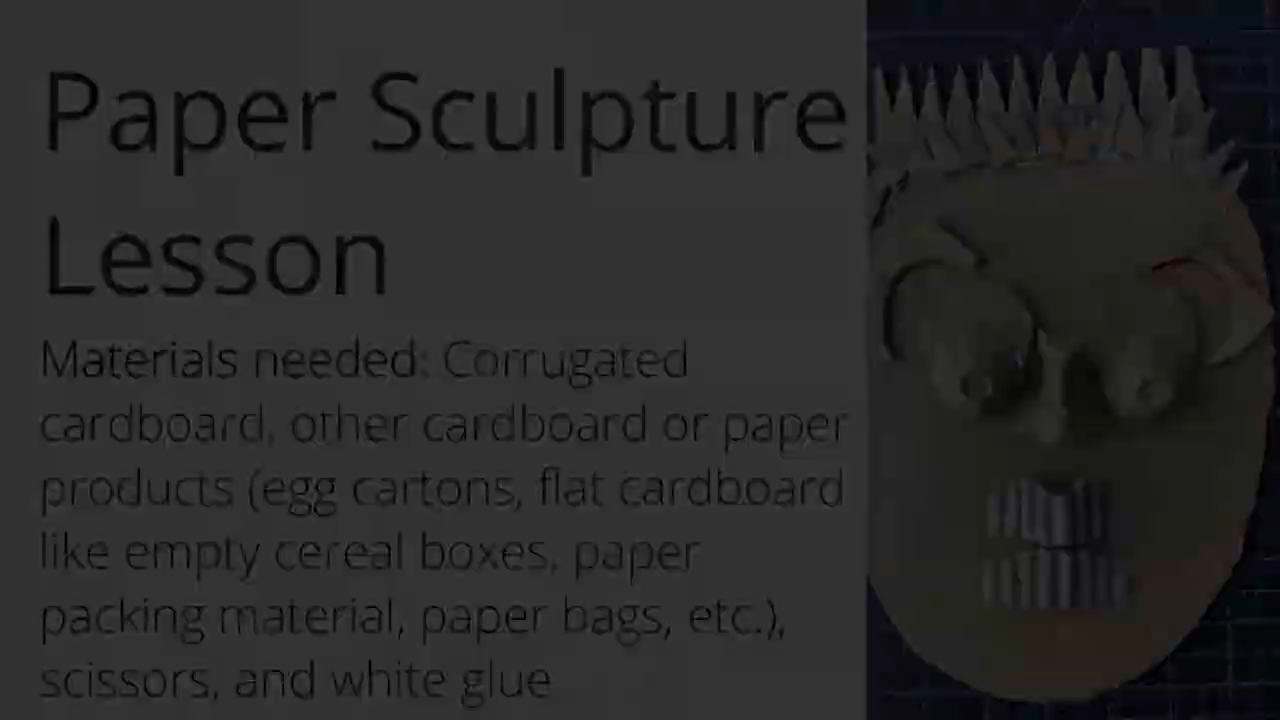 Paper Sculpture
Lesson
Materials needed: Corrugated
cardboard, other cardboard or paper
products (egg cartons, flat cardboard
like empty cereal boxes, paper
packing material, paper bags, etc.),
scissors, and white glue